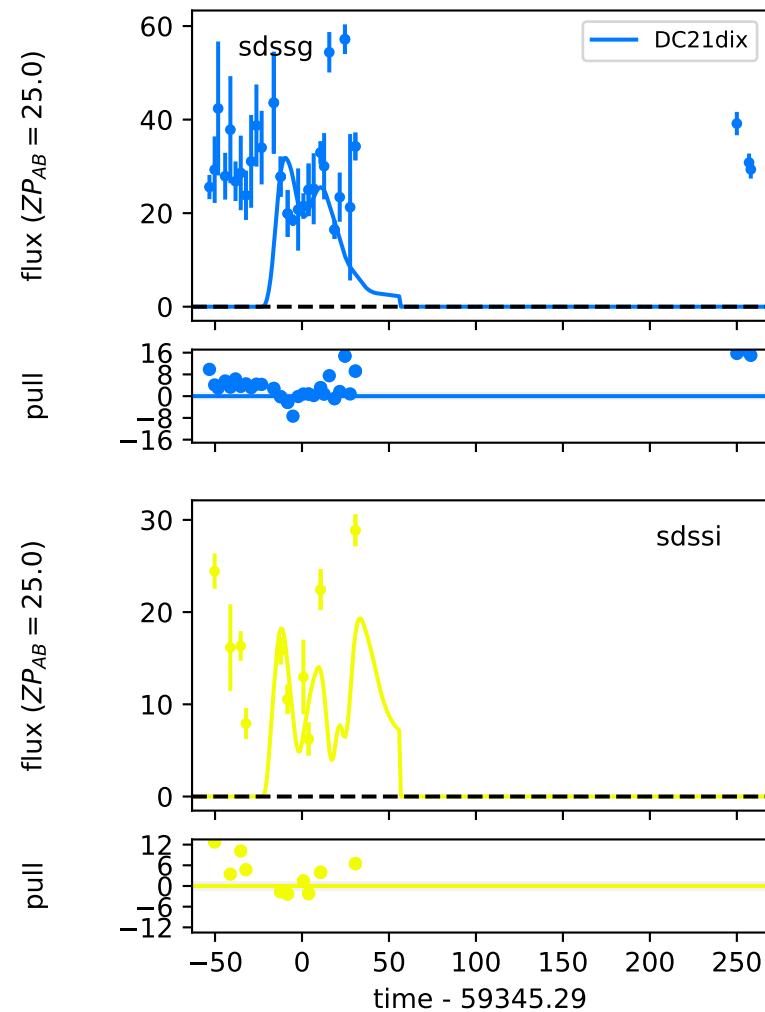 sdssg
DC21dix
flux (ZP_AB = 25.0)
60
40
20
0
pull
16
8
0
−8
−16
sdssi
flux (ZP_AB = 25.0)
30
20
10
0
pull
12
6
0
−6
−12
−50 0 50 100 150 200 250
time - 59345.29